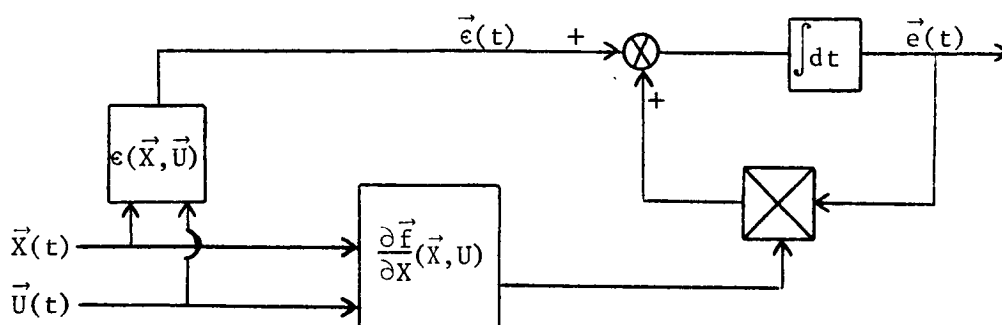 ϵ⃗(t)
+
∫dt
e⃗(t)
+
ϵ(X⃗,U⃗)
X⃗(t)
∂f⃗/∂X(X⃗,U)
U⃗(t)